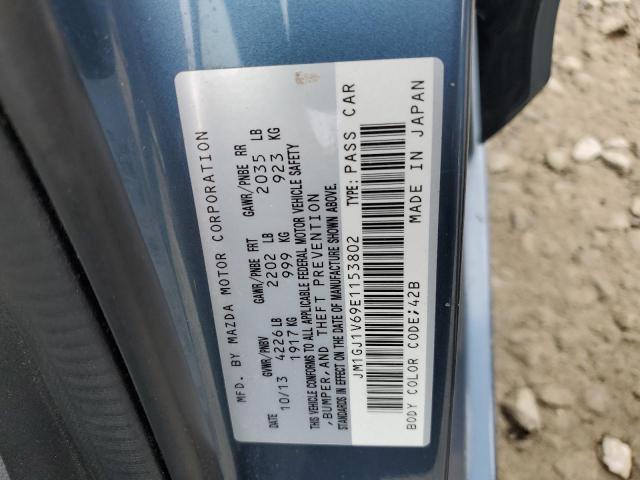 MFD. BY MAZDA MOTOR CORPORATION
DATE GVWR/PNBV GAWR/PNBE FRT GAWR/PNBE RR
10/13 4226 LB 2202 LB 2035 LB
1917 KG 999 KG 923 KG
THIS VEHICLE CONFORMS TO ALL APPLICABLE FEDERAL MOTOR VEHICLE SAFETY
,BUMPER,AND THEFT PREVENTION
STANDARDS IN EFFECT ON THE DATE OF MANUFACTURE SHOWN ABOVE.
JM1GJ1V69E1153802 TYPE: PASS CAR
BODY COLOR CODE;42B MADE IN JAPAN